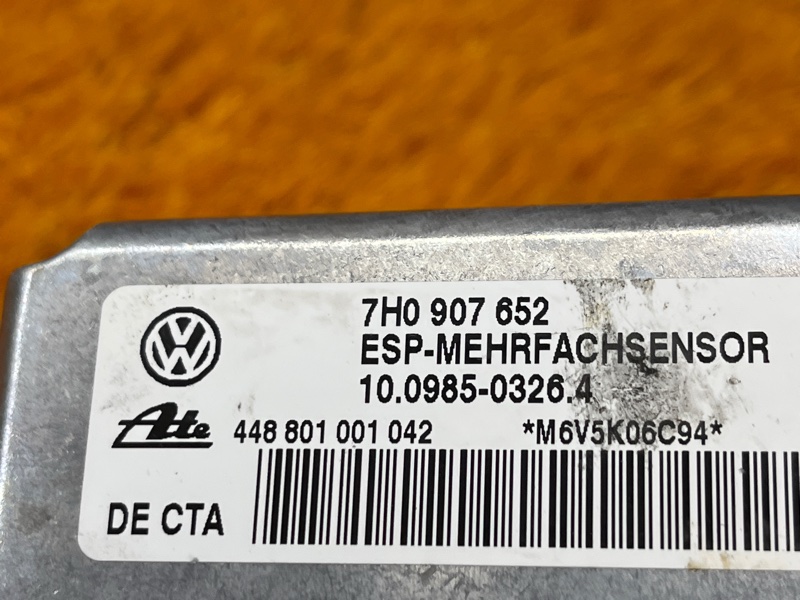 7H0 907 652
ESP-MEHRFACHSENSOR
10.0985-0326.4
Ate 448 801 001 042 *M6V5K06C94*
DE CTA